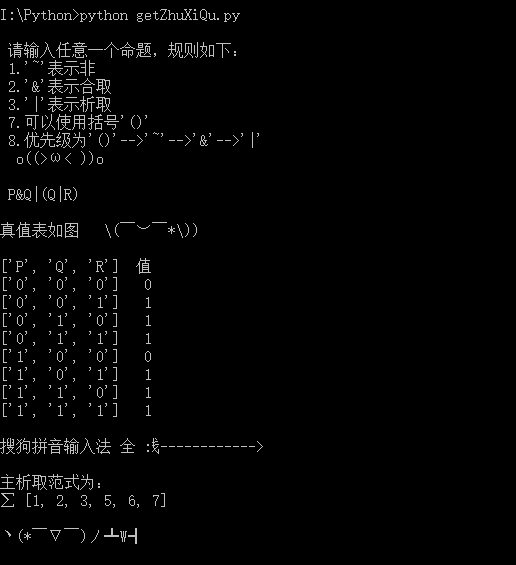 I:\Python>python getZhuXiQu.py
请输入任意一个命题，规则如下：
1.'~'表示非
2.'&'表示合取
3.'|'表示析取
7.可以使用括号'()'
8.优先级为'()'-->'~'-->'&'-->'|'
o((>ω< ))o
P&Q|(Q|R)
真值表如图 \(￣︶￣*\))
['P', 'Q', 'R'] 值
['0', '0', '0'] 0
['0', '0', '1'] 1
['0', '1', '0'] 1
['0', '1', '1'] 1
['1', '0', '0'] 0
['1', '0', '1'] 1
['1', '1', '0'] 1
['1', '1', '1'] 1
搜狗拼音输入法 全 :------------>
主析取范式为：
∑ [1, 2, 3, 5, 6, 7]
ヽ(*￣▽￣)ノ━┻W┫